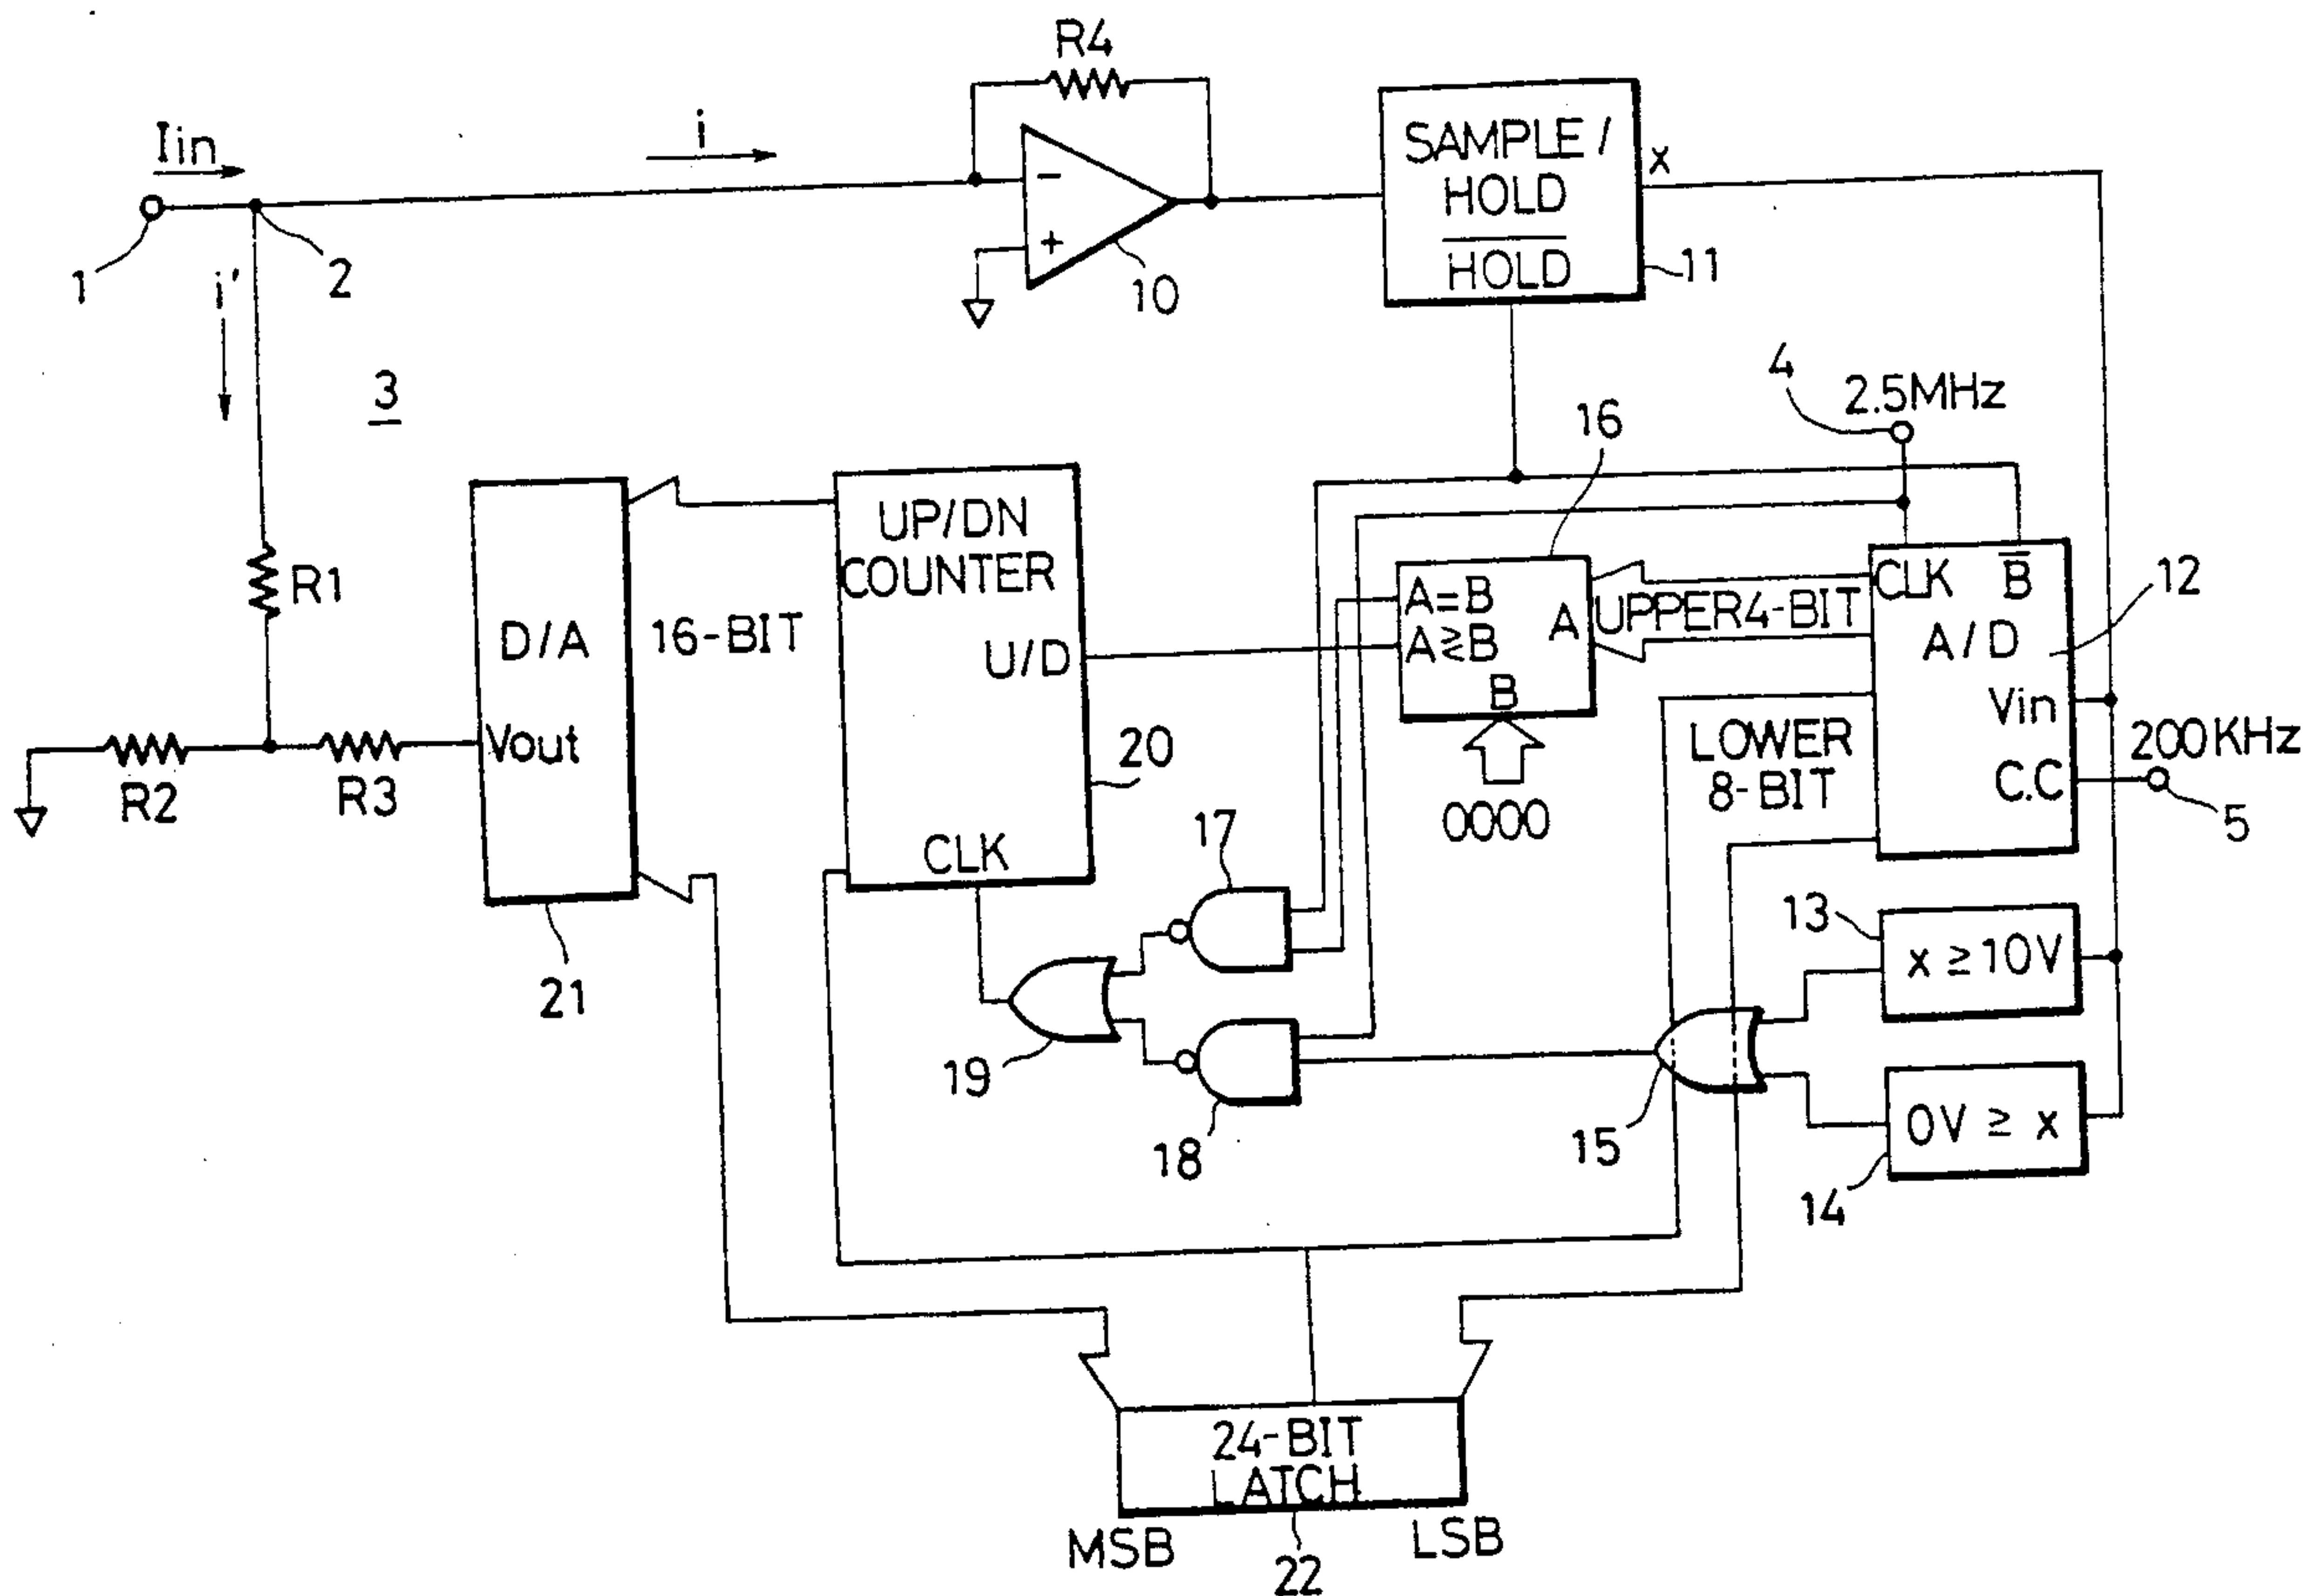 R4
Iin
i
SAMPLE /
HOLD
HOLD
x
−
+
1
2
10
11
i'
3
4
2.5MHz
16
R1
D/A
Vout
16-BIT
UP/DN
COUNTER
U/D
CLK
A=B
A≧B
A
B
0000
UPPER4-BIT
CLK
B
A/D
Vin
C.C
12
LOWER
8-BIT
200KHz
5
R2
R3
20
17
13
x ≥ 10V
21
19
18
15
0V ≥ x
14
24-BIT
LATCH
MSB
LSB
22